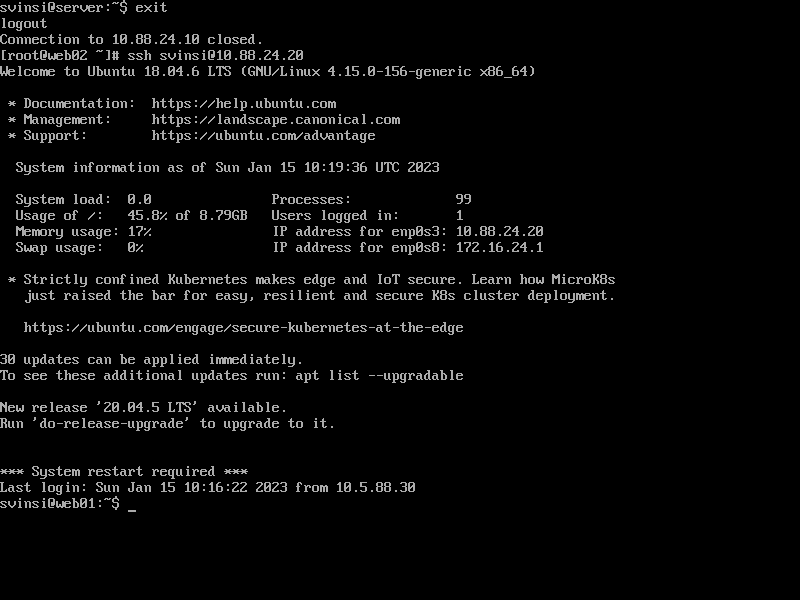 svinsi@server:~$ exit
logout
Connection to 10.88.24.10 closed.
[root@web02 ~]# ssh svinsi@10.88.24.20
Welcome to Ubuntu 18.04.6 LTS (GNU/Linux 4.15.0-156-generic x86_64)

 * Documentation:  https://help.ubuntu.com
 * Management:     https://landscape.canonical.com
 * Support:        https://ubuntu.com/advantage

  System information as of Sun Jan 15 10:19:36 UTC 2023

  System load:  0.0               Processes:             99
  Usage of /:   45.8% of 8.79GB   Users logged in:       1
  Memory usage: 17%               IP address for enp0s3: 10.88.24.20
  Swap usage:   0%                IP address for enp0s8: 172.16.24.1

 * Strictly confined Kubernetes makes edge and IoT secure. Learn how MicroK8s
   just raised the bar for easy, resilient and secure K8s cluster deployment.

   https://ubuntu.com/engage/secure-kubernetes-at-the-edge

30 updates can be applied immediately.
To see these additional updates run: apt list --upgradable

New release '20.04.5 LTS' available.
Run 'do-release-upgrade' to upgrade to it.


*** System restart required ***
Last login: Sun Jan 15 10:16:22 2023 from 10.5.88.30
svinsi@web01:~$ _